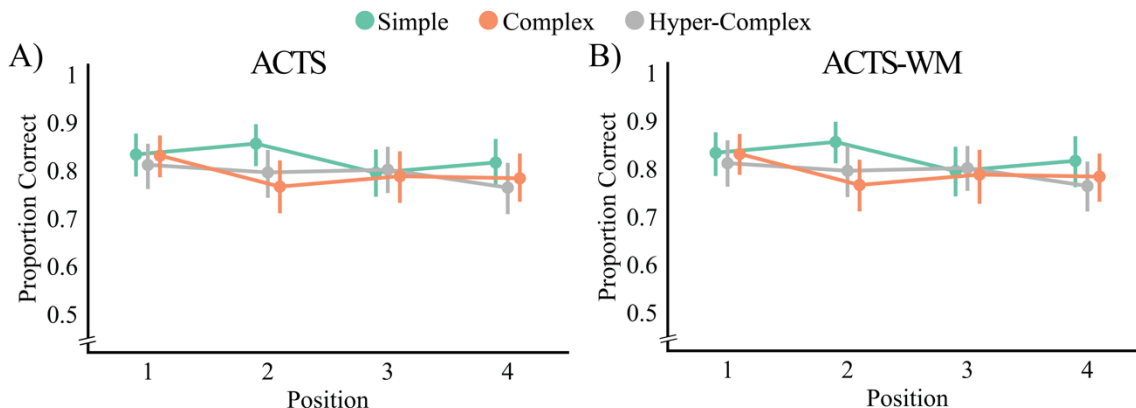 Simple Complex Hyper-Complex
A) ACTS
B) ACTS-WM
Proportion Correct
1
0.9
0.8
0.7
0.6
0.5
1 2 3 4
Position
Proportion Correct
1
0.9
0.8
0.7
0.6
0.5
1 2 3 4
Position